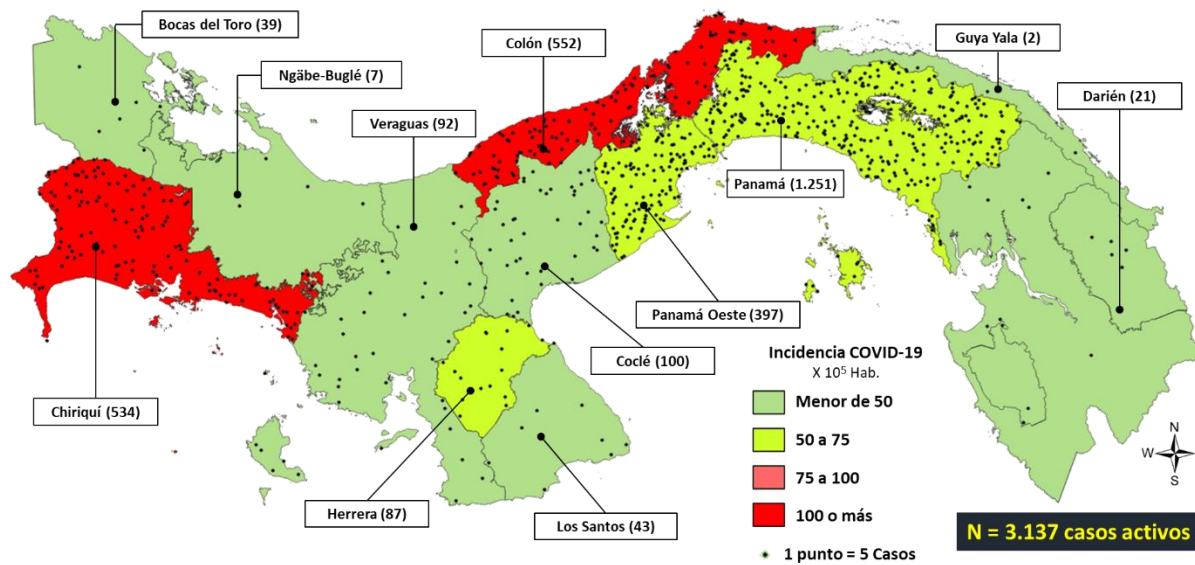 Bocas del Toro (39)
Ngäbe-Buglé (7)
Veraguas (92)
Colón (552)
Guya Yala (2)
Darién (21)
Panamá (1.251)
Panamá Oeste (397)
Coclé (100)
Chiriquí (534)
Herrera (87)
Los Santos (43)
Incidencia COVID-19
X 10⁵ Hab.
Menor de 50
50 a 75
75 a 100
100 o más
1 punto = 5 Casos
N
W
S
N = 3.137 casos activos